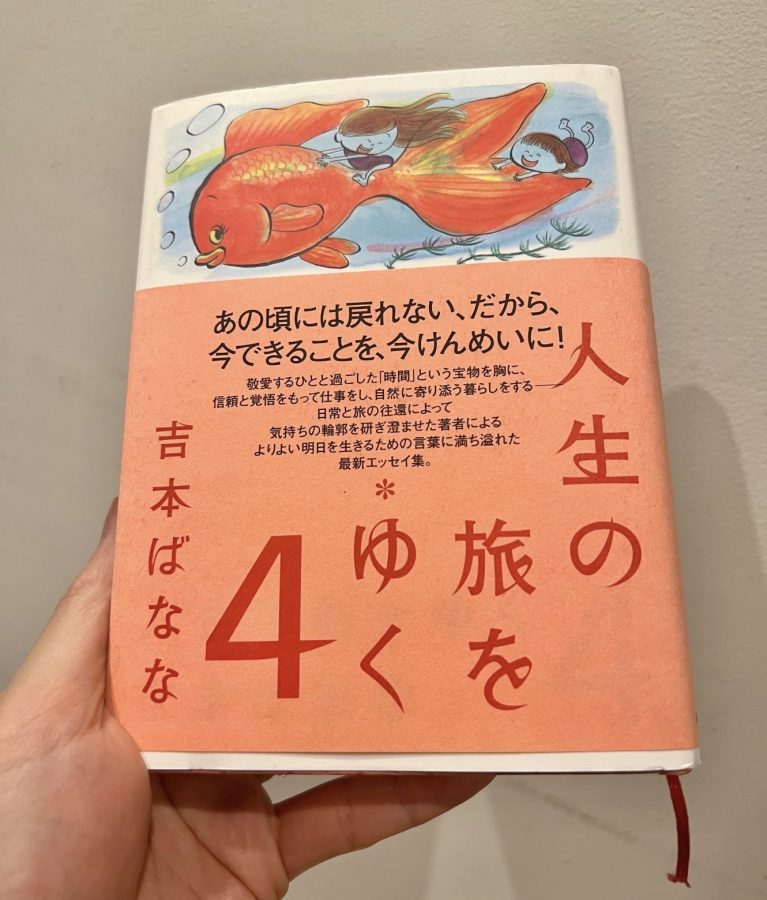 あの頃には戻れない、だから、
今できることを、今けんめいに!
敬愛するひとと過ごした「時間」という宝物を胸に、
信頼と覚悟をもって仕事をし、自然に寄り添う暮らしをする——
日常と旅の往還によって
気持ちの輪郭を研ぎ澄ませた著者による
よりよい明日を生きるための言葉に満ち溢れた
最新エッセイ集。
*
人生の
旅を
ゆく
4
吉本ばなな